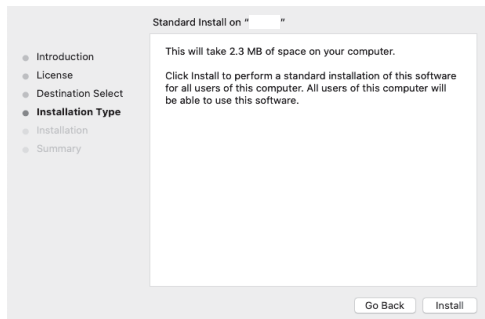 Standard Install on “ ”
Introduction
License
Destination Select
Installation Type
Installation
Summary
This will take 2.3 MB of space on your computer.
Click Install to perform a standard installation of this software
for all users of this computer. All users of this computer will
be able to use this software.
Go Back
Install